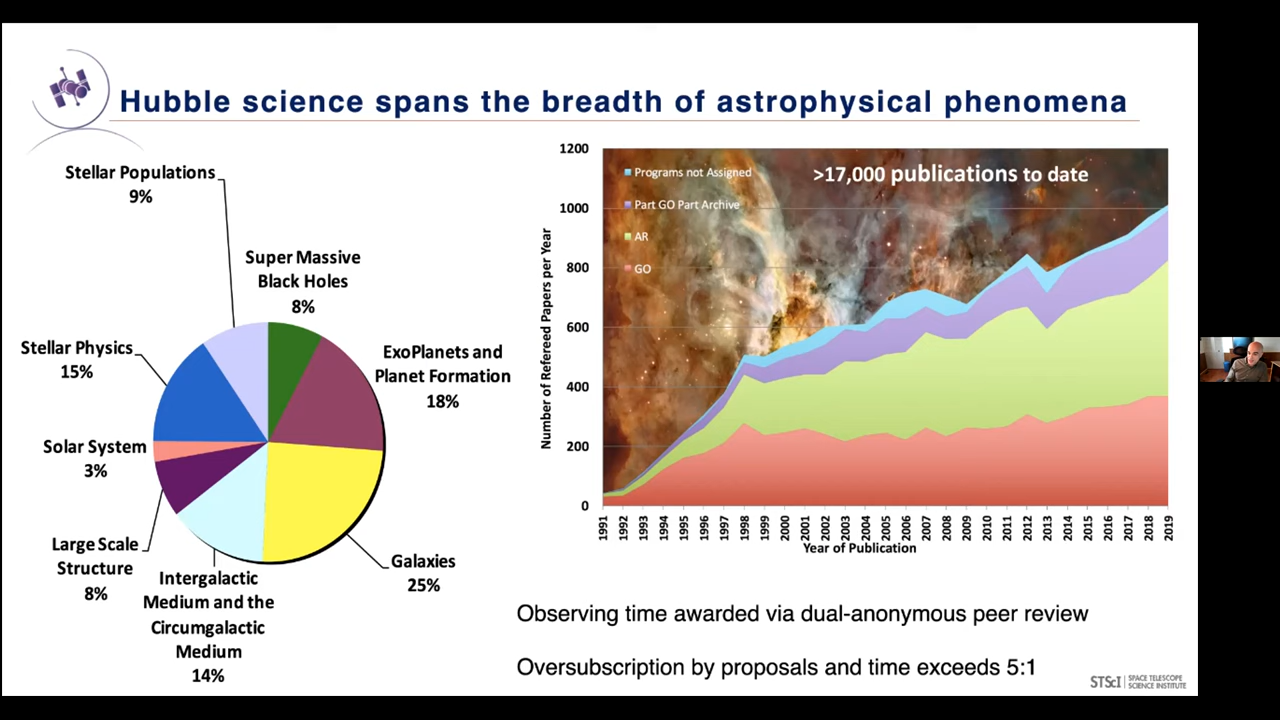 Hubble science spans the breadth of astrophysical phenomena
Stellar Populations
9%
Super Massive
Black Holes
8%
ExoPlanets and
Planet Formation
18%
Stellar Physics
15%
Solar System
3%
Large Scale
Structure
8%
Intergalactic
Medium and the
Circumgalactic
Medium
14%
Galaxies
25%
>17,000 publications to date
Programs not Assigned
Part GO Part Archive
AR
GO
Number of Refereed Papers per Year
1200
1000
800
600
400
200
0
1991
1992
1993
1994
1995
1996
1997
1998
1999
2000
2001
2002
2003
2004
2005
2006
2007
2008
2009
2010
2011
2012
2013
2014
2015
2016
2017
2018
2019
Year of Publication
Observing time awarded via dual-anonymous peer review
Oversubscription by proposals and time exceeds 5:1
STScI
SPACE TELESCOPE
SCIENCE INSTITUTE